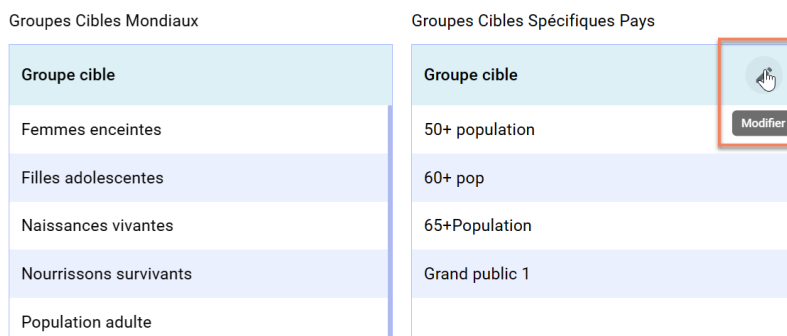 Groupes Cibles Mondiaux
Groupe cible
Femmes enceintes
Filles adolescentes
Naissances vivantes
Nourrissons survivants
Population adulte
Groupes Cibles Spécifiques Pays
Groupe cible
Modifier
50+ population
60+ pop
65+Population
Grand public 1